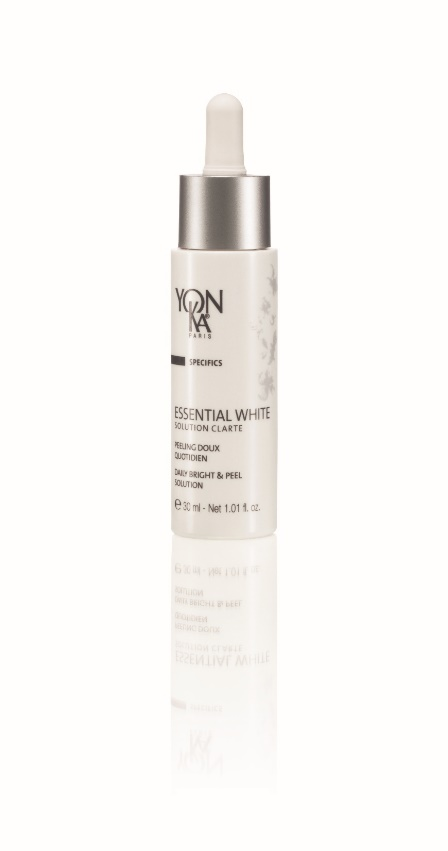 YON
KA®
PARIS
SPECIFICS
ESSENTIAL WHITE
SOLUTION CLARTE
PEELING DOUX
QUOTIDIEN
DAILY BRIGHT & PEEL
SOLUTION
℮ 30 ml - Net 1.01 fl. oz.